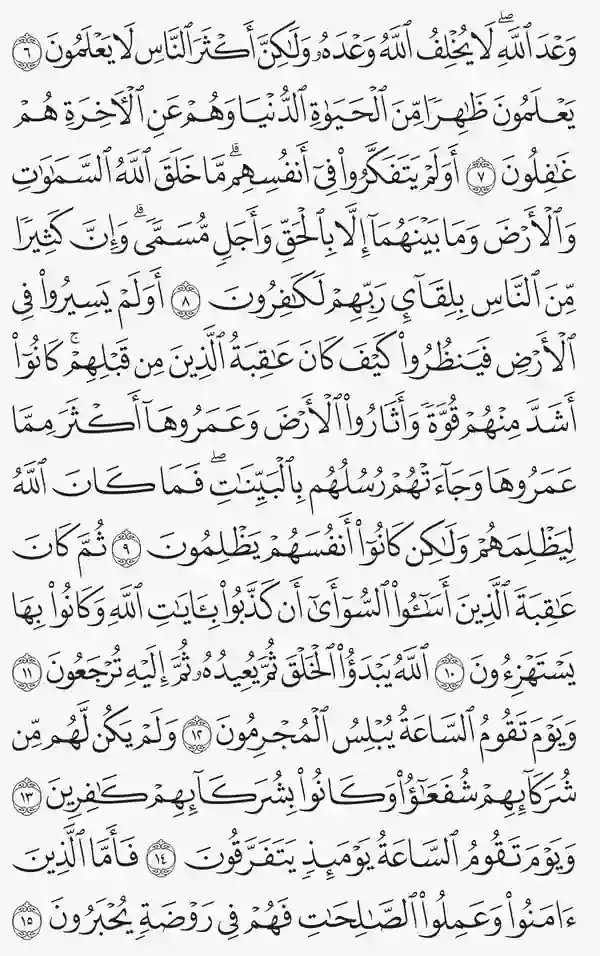 وَعْدَ ٱللَّهِ ۖ لَا يُخْلِفُ ٱللَّهُ وَعْدَهُۥ وَلَٰكِنَّ أَكْثَرَ ٱلنَّاسِ لَا يَعْلَمُونَ ٦
يَعْلَمُونَ ظَٰهِرًا مِّنَ ٱلْحَيَوٰةِ ٱلدُّنْيَا وَهُمْ عَنِ ٱلْأَخِرَةِ هُمْ
غَٰفِلُونَ ٧ أَوَلَمْ يَتَفَكَّرُوا۟ فِىٓ أَنفُسِهِم ۗ مَّا خَلَقَ ٱللَّهُ ٱلسَّمَٰوَٰتِ
وَٱلْأَرْضَ وَمَا بَيْنَهُمَآ إِلَّا بِٱلْحَقِّ وَأَجَلٍ مُّسَمًّى ۗ وَإِنَّ كَثِيرًا
مِّنَ ٱلنَّاسِ بِلِقَآئِ رَبِّهِمْ لَكَٰفِرُونَ ٨ أَوَلَمْ يَسِيرُوا۟ فِى
ٱلْأَرْضِ فَيَنظُرُوا۟ كَيْفَ كَانَ عَٰقِبَةُ ٱلَّذِينَ مِن قَبْلِهِمْ ۚ كَانُوٓا۟
أَشَدَّ مِنْهُمْ قُوَّةً وَأَثَارُوا۟ ٱلْأَرْضَ وَعَمَرُوهَآ أَكْثَرَ مِمَّا
عَمَرُوهَا وَجَآءَتْهُمْ رُسُلُهُم بِٱلْبَيِّنَٰتِ ۖ فَمَا كَانَ ٱللَّهُ
لِيَظْلِمَهُمْ وَلَٰكِن كَانُوٓا۟ أَنفُسَهُمْ يَظْلِمُونَ ٩ ثُمَّ كَانَ
عَٰقِبَةَ ٱلَّذِينَ أَسَٰٓـُٔوا۟ ٱلسُّوٓأَىٰٓ أَن كَذَّبُوا۟ بِـَٔايَٰتِ ٱللَّهِ وَكَانُوا۟ بِهَا
يَسْتَهْزِءُونَ ١٠ ٱللَّهُ يَبْدَؤُا۟ ٱلْخَلْقَ ثُمَّ يُعِيدُهُۥ ثُمَّ إِلَيْهِ تُرْجَعُونَ ١١
وَيَوْمَ تَقُومُ ٱلسَّاعَةُ يُبْلِسُ ٱلْمُجْرِمُونَ ١٢ وَلَمْ يَكُن لَّهُم مِّن
شُرَكَآئِهِمْ شُفَعَٰٓؤُا۟ وَكَانُوا۟ بِشُرَكَآئِهِمْ كَٰفِرِينَ ١٣
وَيَوْمَ تَقُومُ ٱلسَّاعَةُ يَوْمَئِذٍ يَتَفَرَّقُونَ ١٤ فَأَمَّا ٱلَّذِينَ
ءَامَنُوا۟ وَعَمِلُوا۟ ٱلصَّٰلِحَٰتِ فَهُمْ فِى رَوْضَةٍ يُحْبَرُونَ ١٥